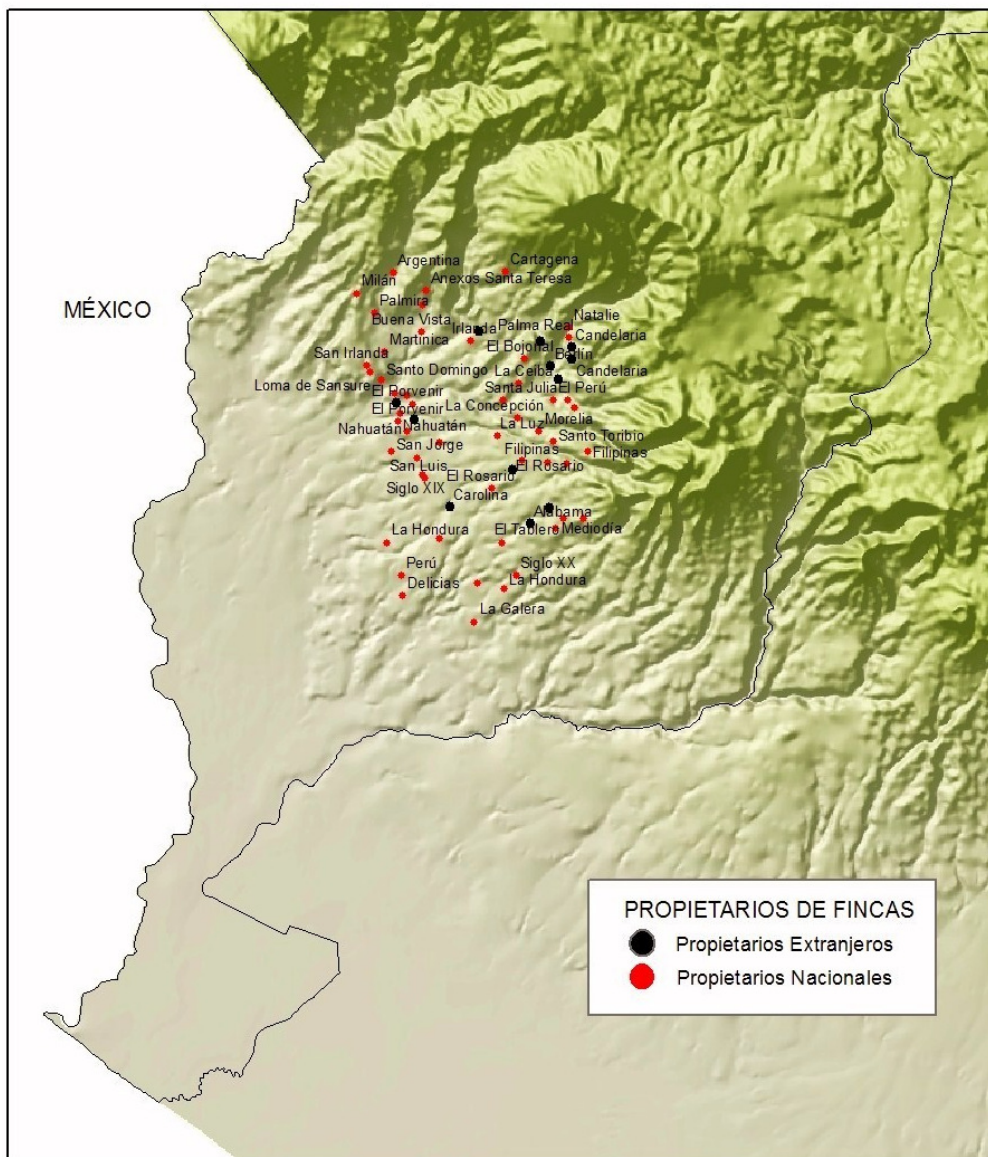 Argentina
Cartagena
Milán
Anexos Santa Teresa
MÉXICO
Palmira
Buena Vista
Irlanda
Palma Real
Natalie
Martinica
El Bojonal
Candelaria
San Irlanda
Berlín
Santo Domingo
La Ceiba
Candelaria
Loma de Sansure
El Porvenir
Santa Julia
El Perú
El Porvenir
La Concepción
Nahuatán
Nahuatán
La Luz
Morelia
San Jorge
Filipinas
Santo Toribio
Filipinas
San Luis
El Rosario
El Rosario
Siglo XIX
Carolina
Alabama
La Hondura
El Tablero
Mediodía
Perú
Siglo XX
Delicias
La Hondura
La Galera
PROPIETARIOS DE FINCAS
Propietarios Extranjeros
Propietarios Nacionales